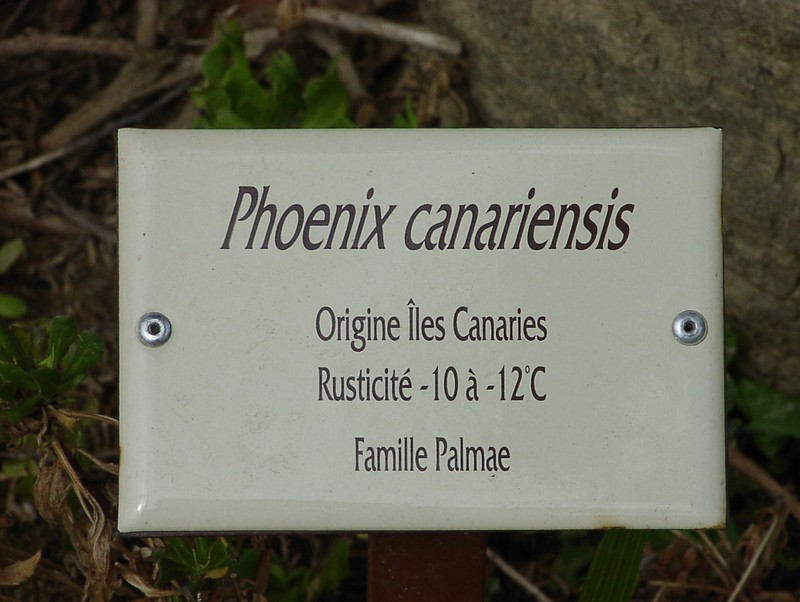 Phoenix canariensis
Origine Îles Canaries
Rusticité -10 à -12°C
Famille Palmae